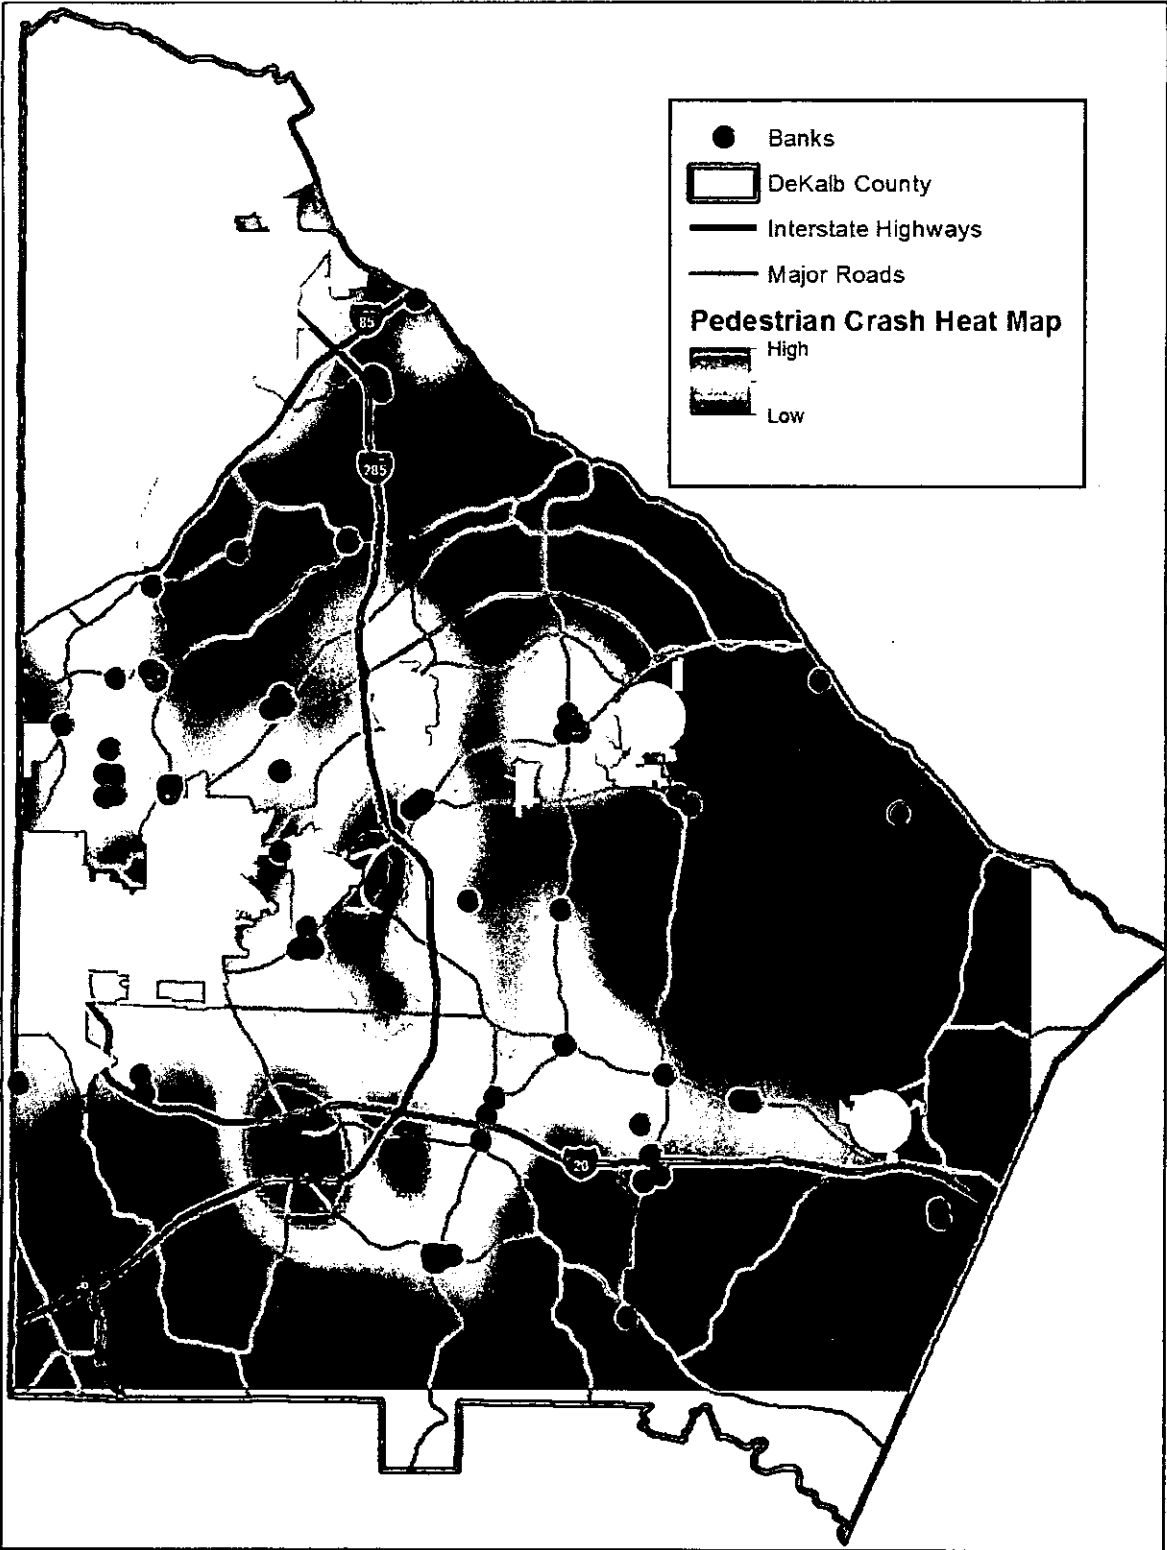 Banks
DeKalb County
Interstate Highways
Major Roads
Pedestrian Crash Heat Map
High
Low
85
285
20